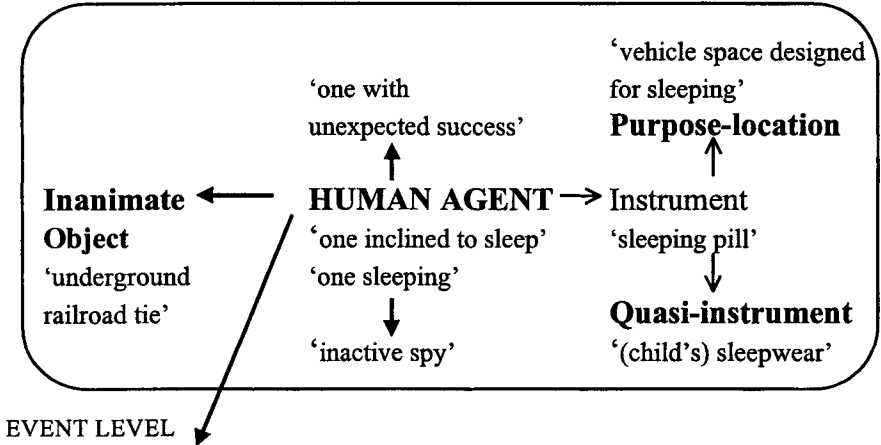 ‘vehicle space designed
for sleeping’
Purpose-location
‘one with
unexpected success’
Inanimate
Object
‘underground
railroad tie’
HUMAN AGENT
‘one inclined to sleep’
‘one sleeping’
‘inactive spy’
Instrument
‘sleeping pill’
Quasi-instrument
‘(child's) sleepwear’
EVENT LEVEL